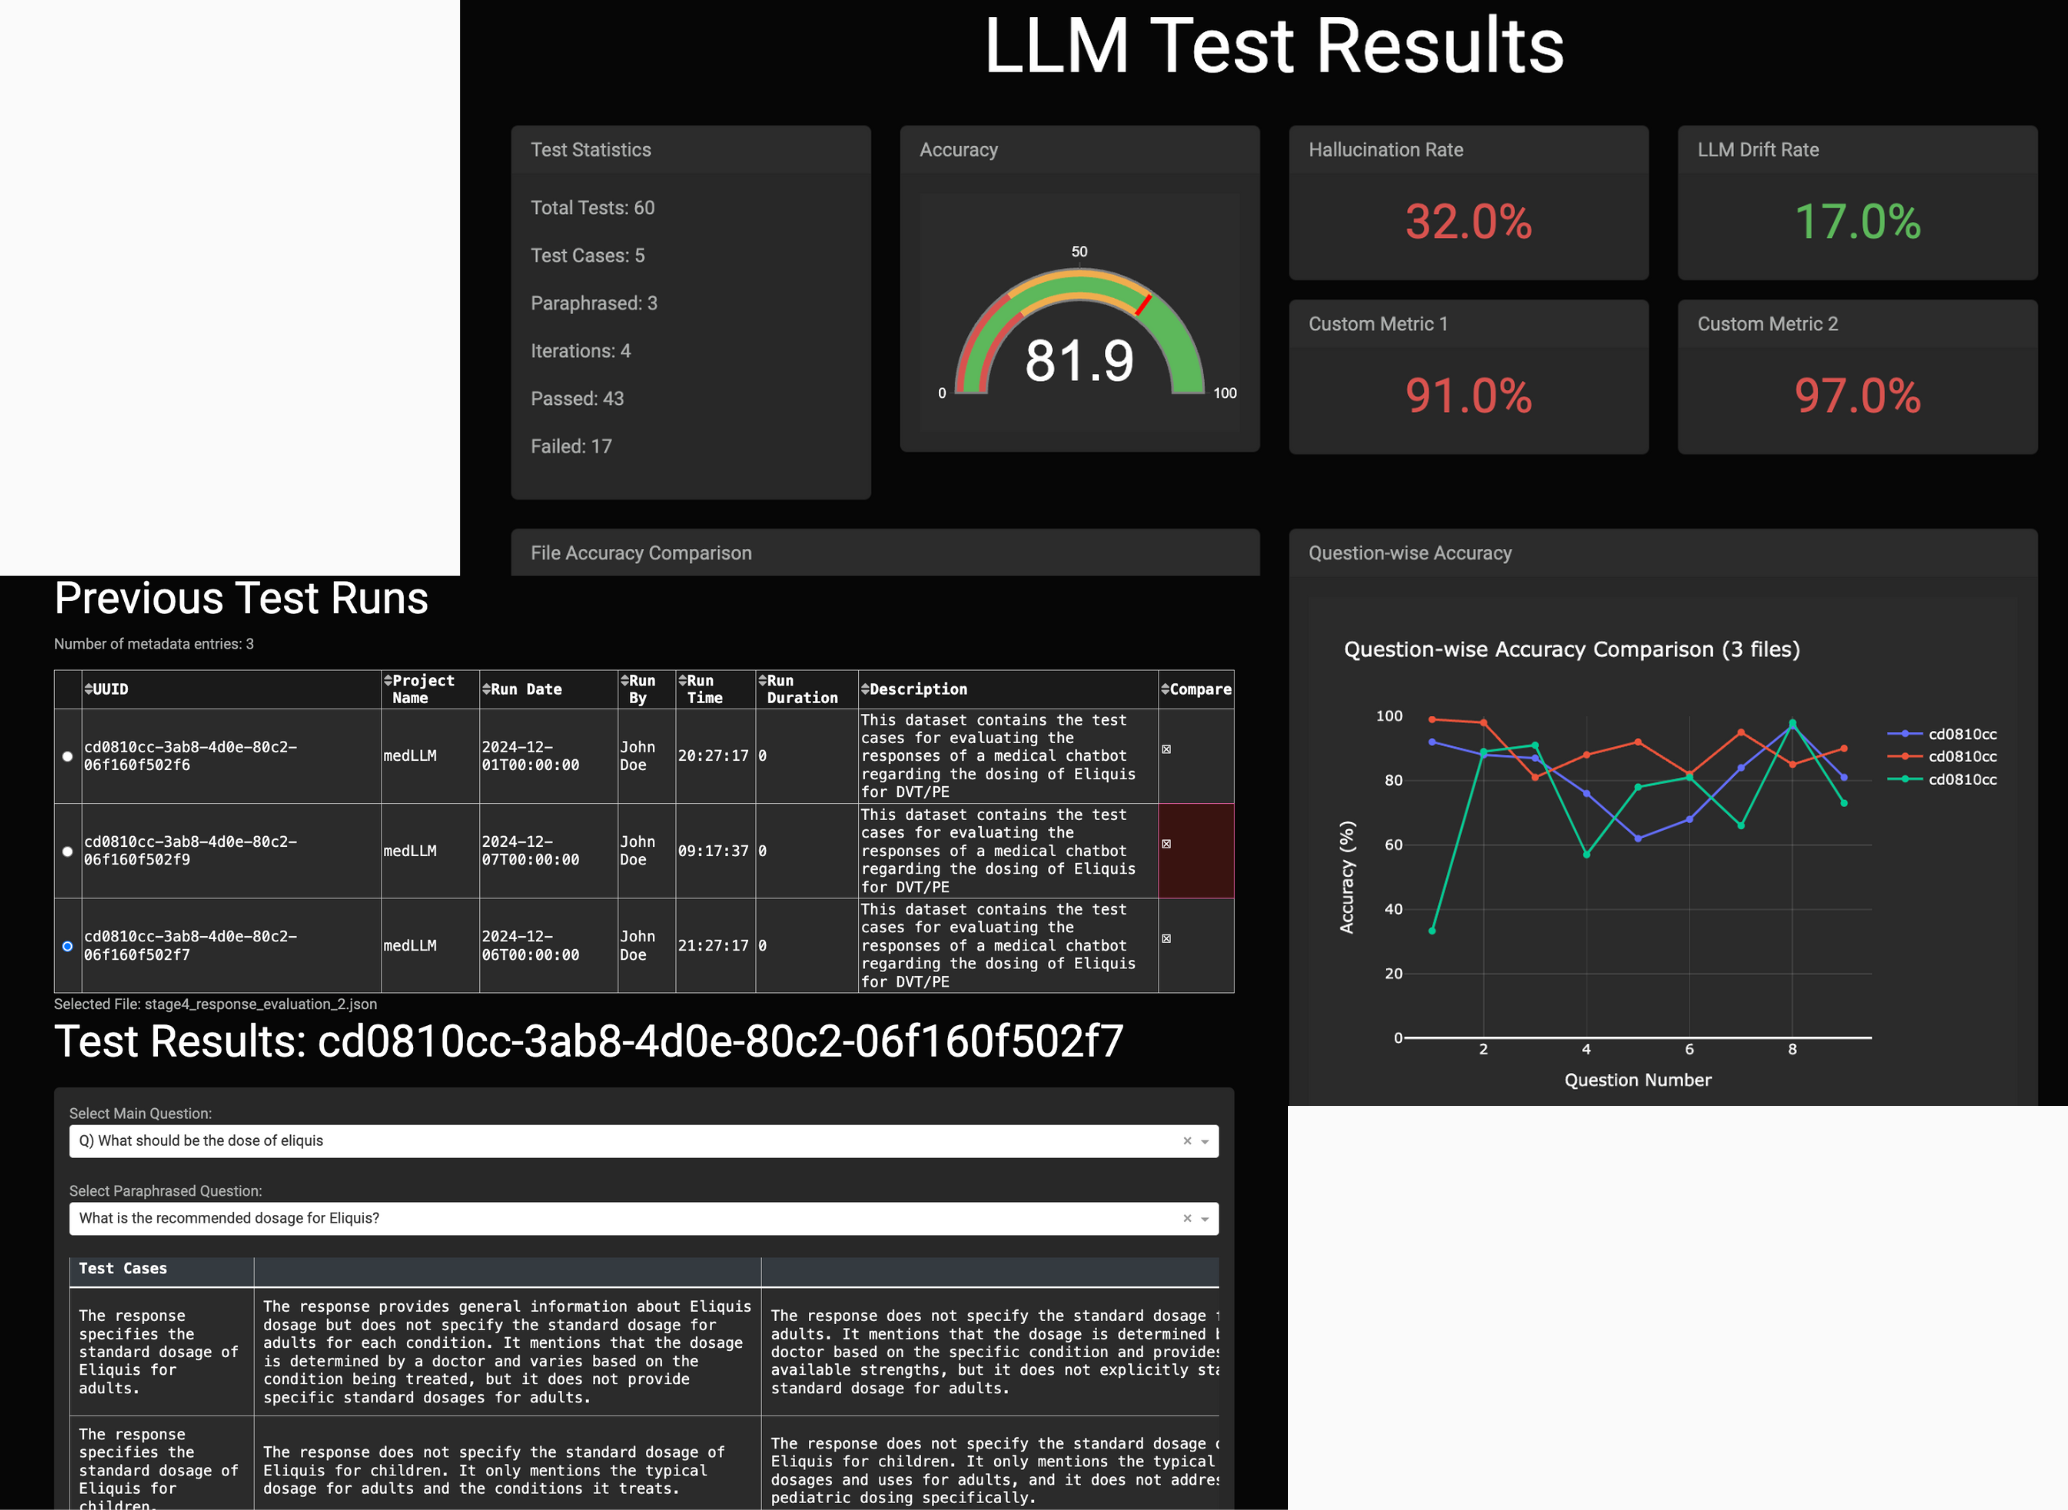 LLM Test Results
Test Statistics
Total Tests: 60
Test Cases: 5
Paraphrased: 3
Iterations: 4
Passed: 43
Failed: 17
Accuracy
50
81.9
0
100
Hallucination Rate
32.0%
LLM Drift Rate
17.0%
Custom Metric 1
91.0%
Custom Metric 2
97.0%
File Accuracy Comparison
Question-wise Accuracy
Question-wise Accuracy Comparison (3 files)
100
80
60
40
20
0
2
4
6
8
Accuracy (%)
Question Number
cd0810cc
cd0810cc
cd0810cc
Previous Test Runs
Number of metadata entries: 3
UUID
Project
Name
Run Date
Run
By
Run
Time
Run
Duration
Description
Compare
cd0810cc-3ab8-4d0e-80c2-
06f160f502f6
medLLM
2024-12-
01T00:00:00
John
Doe
20:27:17
0
This dataset contains the test
cases for evaluating the
responses of a medical chatbot
regarding the dosing of Eliquis
for DVT/PE
cd0810cc-3ab8-4d0e-80c2-
06f160f502f9
medLLM
2024-12-
07T00:00:00
John
Doe
09:17:37
0
This dataset contains the test
cases for evaluating the
responses of a medical chatbot
regarding the dosing of Eliquis
for DVT/PE
cd0810cc-3ab8-4d0e-80c2-
06f160f502f7
medLLM
2024-12-
06T00:00:00
John
Doe
21:27:17
0
This dataset contains the test
cases for evaluating the
responses of a medical chatbot
regarding the dosing of Eliquis
for DVT/PE
Selected File: stage4_response_evaluation_2.json
Test Results: cd0810cc-3ab8-4d0e-80c2-06f160f502f7
Select Main Question:
Q) What should be the dose of eliquis
Select Paraphrased Question:
What is the recommended dosage for Eliquis?
Test Cases
The response
specifies the
standard dosage of
Eliquis for
adults.
The response provides general information about Eliquis
dosage but does not specify the standard dosage for
adults for each condition. It mentions that the dosage
is determined by a doctor and varies based on the
condition being treated, but it does not provide
specific standard dosages for adults.
The response does not specify the standard dosage
adults. It mentions that the dosage is determined
doctor based on the specific condition and provides
available strengths, but it does not explicitly
standard dosage for adults.
The response
specifies the
standard dosage of
Eliquis for
children.
The response does not specify the standard dosage of
Eliquis for children. It only mentions the typical
dosage for adults and the conditions it treats.
The response does not specify the standard dosage
Eliquis for children. It only mentions the typical
dosages and uses for adults, and it does not
pediatric dosing specifically.